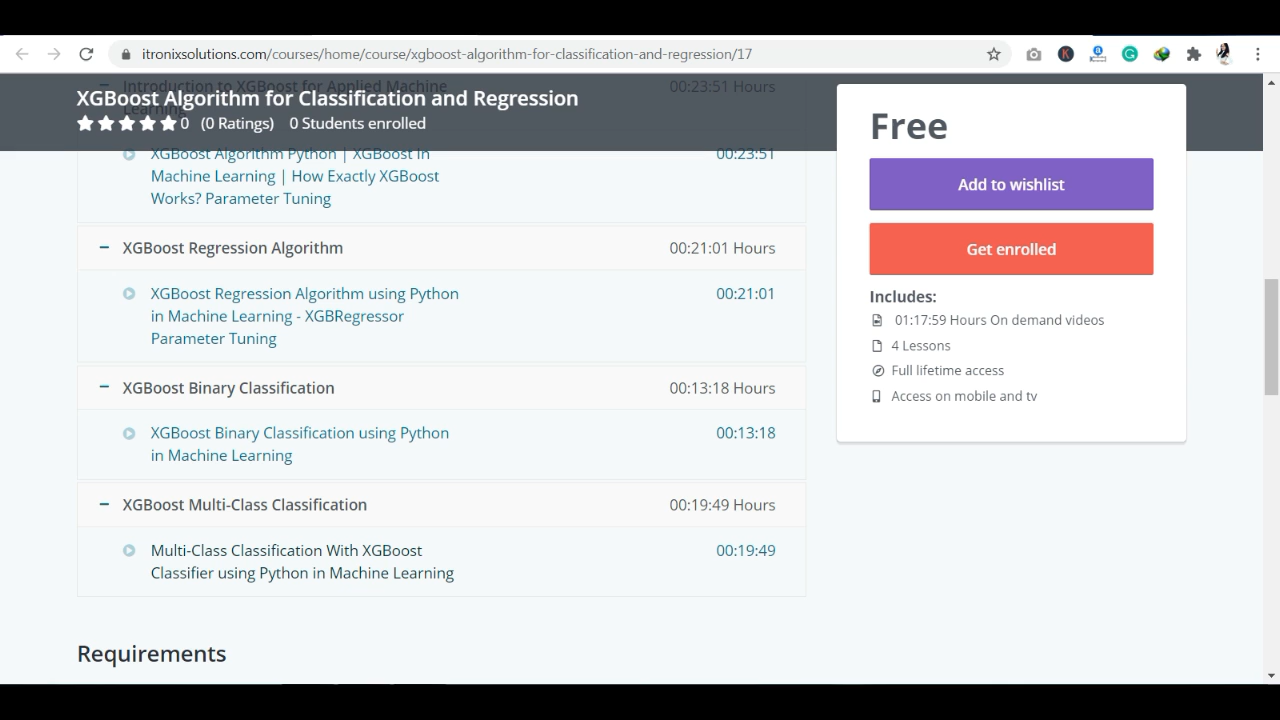 itronixsolutions.com/courses/home/course/xgboost-algorithm-for-classification-and-regression/17
Introduction to XGBoost for Applied Machine Learning
00:23:51 Hours
XGBoost Algorithm for Classification and Regression
0 (0 Ratings) 0 Students enrolled
XGBoost Algorithm Python | XGBoost In
00:23:51
Machine Learning | How Exactly XGBoost
Works? Parameter Tuning
XGBoost Regression Algorithm
00:21:01 Hours
XGBoost Regression Algorithm using Python
00:21:01
in Machine Learning - XGBRegressor
Parameter Tuning
XGBoost Binary Classification
00:13:18 Hours
XGBoost Binary Classification using Python
00:13:18
in Machine Learning
XGBoost Multi-Class Classification
00:19:49 Hours
Multi-Class Classification With XGBoost
00:19:49
Classifier using Python in Machine Learning
Requirements
Free
Add to wishlist
Get enrolled
Includes:
01:17:59 Hours On demand videos
4 Lessons
Full lifetime access
Access on mobile and tv